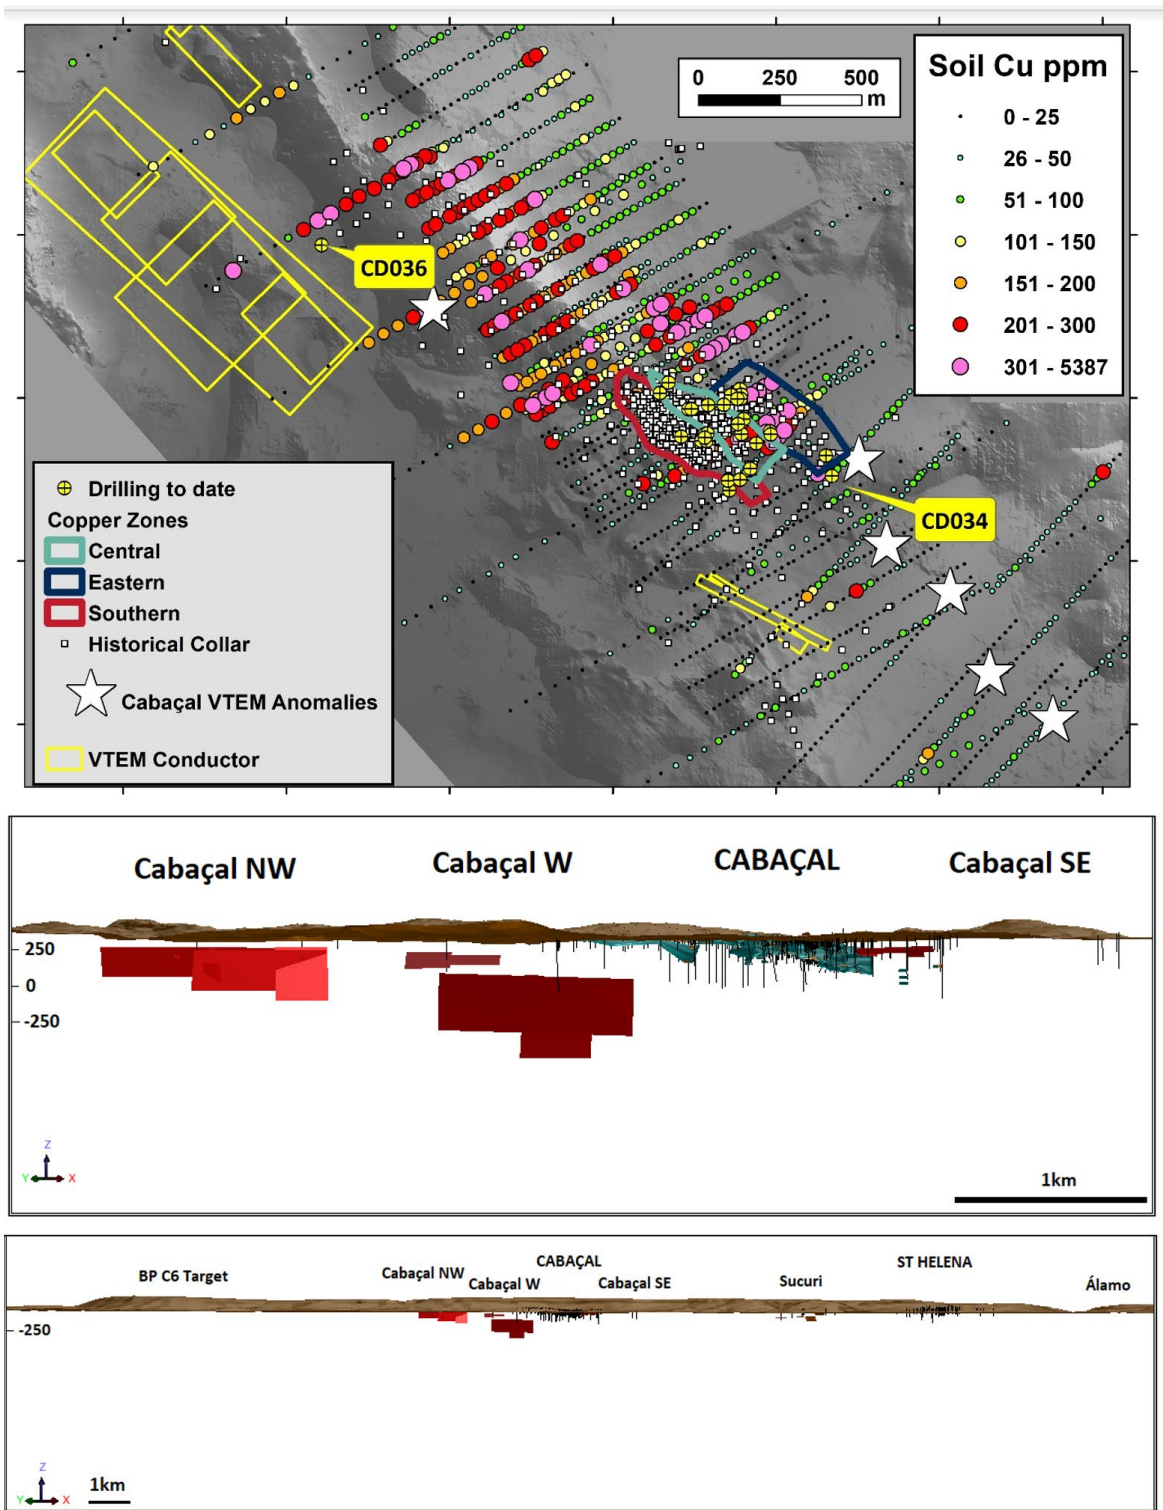 Soil Cu ppm
0 - 25
26 - 50
51 - 100
101 - 150
151 - 200
201 - 300
301 - 5387
0 250 500
m
CD036
CD034
Drilling to date
Copper Zones
Central
Eastern
Southern
Historical Collar
Cabaçal VTEM Anomalies
VTEM Conductor
Cabaçal NW Cabaçal W CABAÇAL Cabaçal SE
250
0
-250
Z
Y X
1km
BP C6 Target Cabaçal NW Cabaçal W CABAÇAL Cabaçal SE Sucuri ST HELENA Álamo
-250
Z
Y X
1km